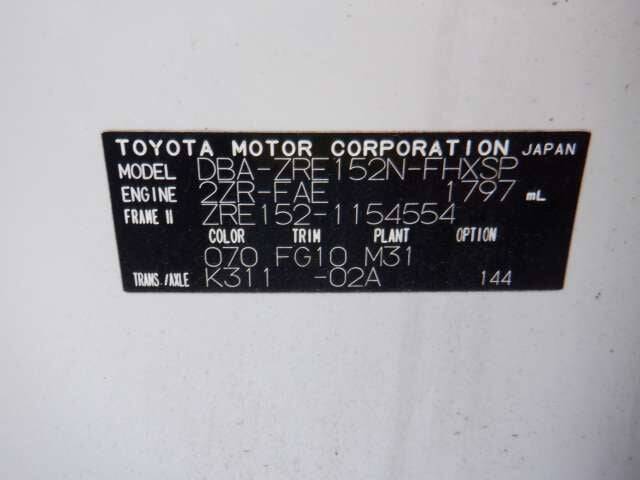 TOYOTA MOTOR CORPORATION JAPAN
MODEL DBA-ZRE152N-FHXSP
ENGINE 2ZR-FAE 1797 mL
FRAME № ZRE152-1154554
COLOR TRIM PLANT OPTION
070 FG10 M31
TRANS./AXLE K311 -02A 144